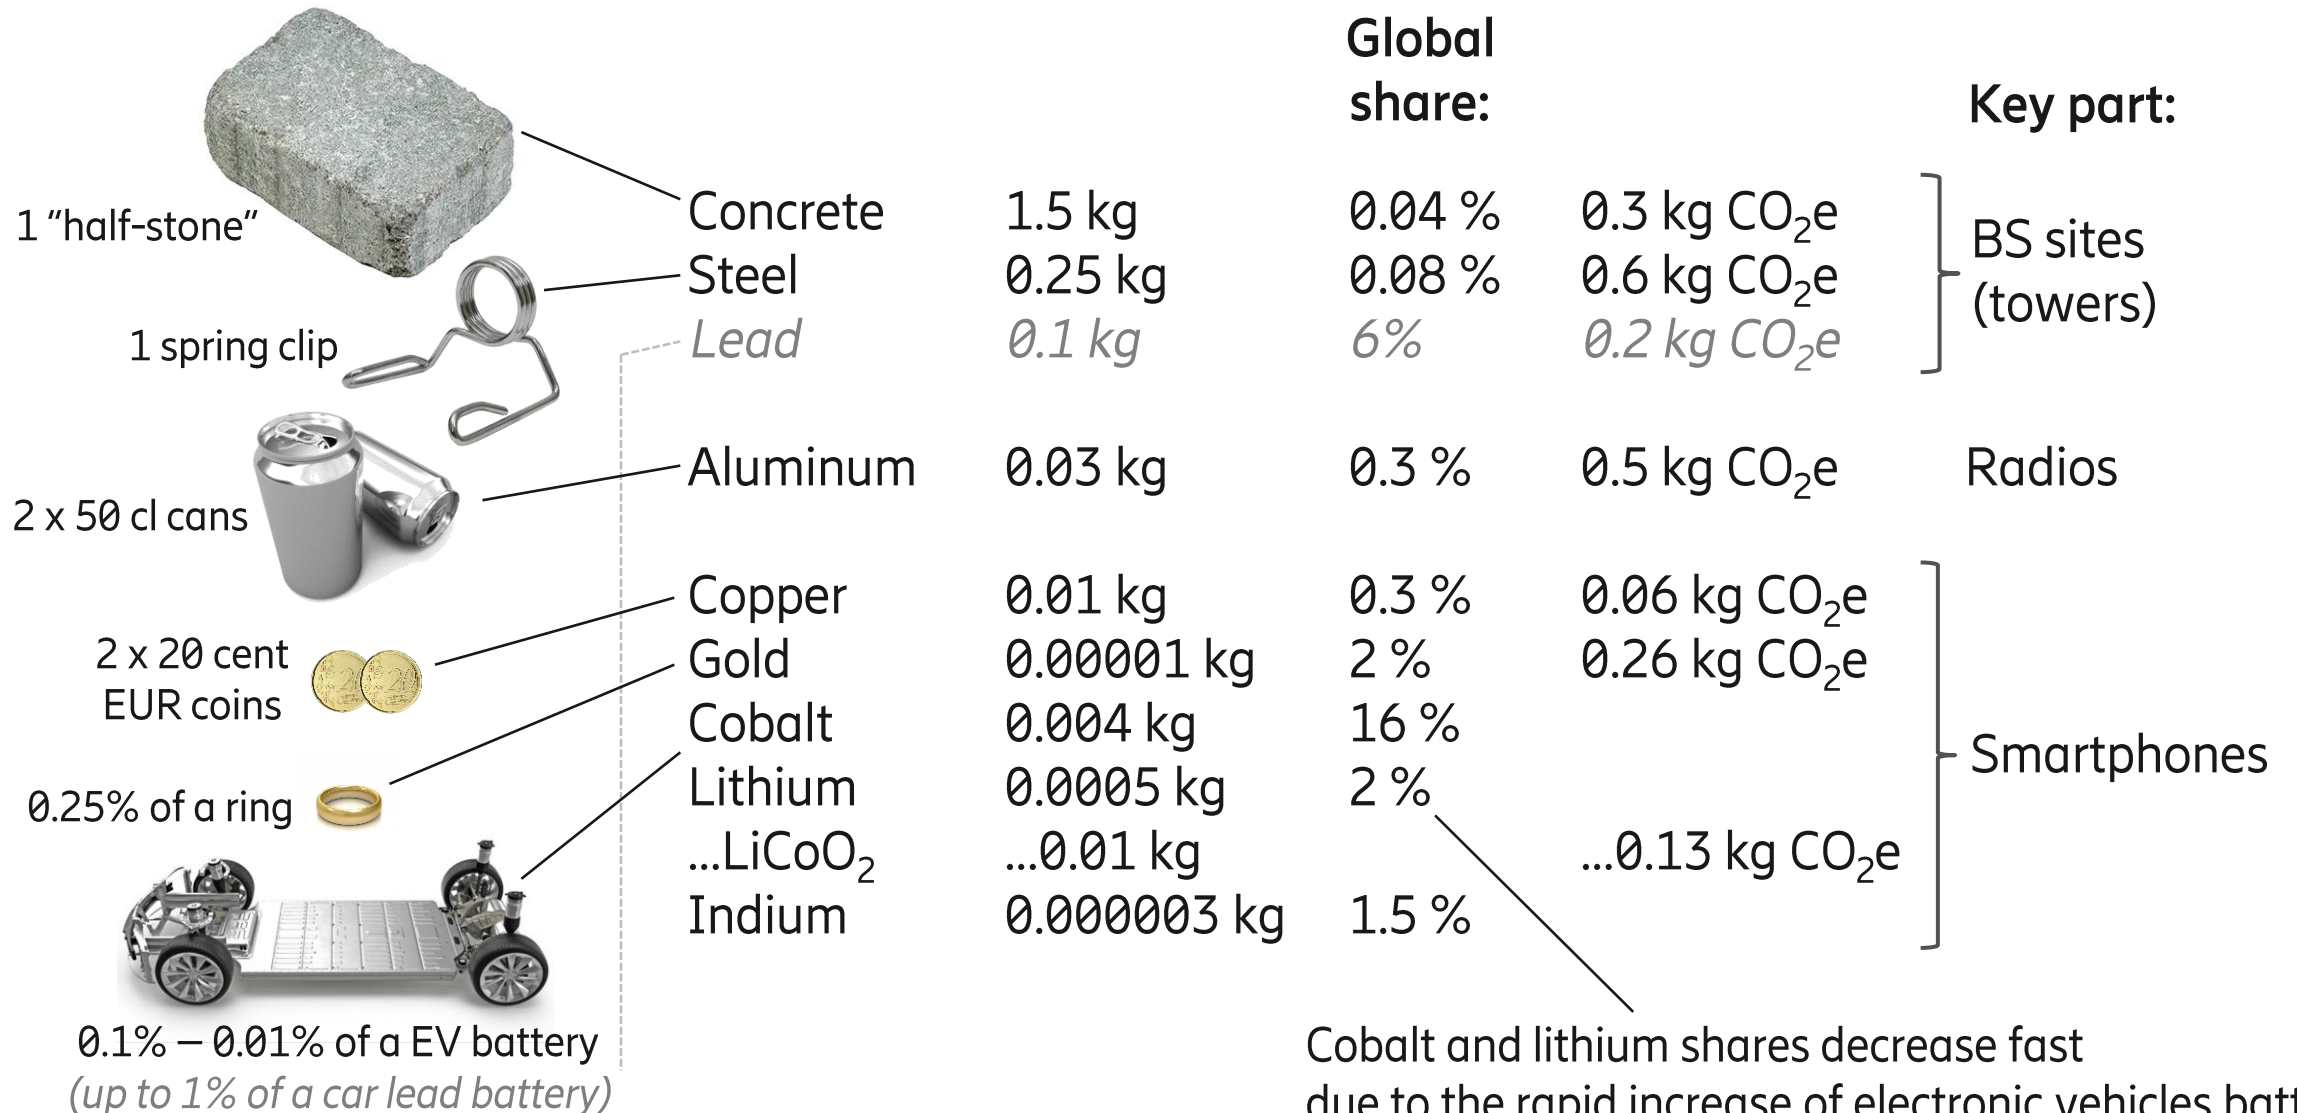 Global
share:
Key part:
1 ”half-stone”
Concrete 1.5 kg 0.04 % 0.3 kg CO2e
Steel 0.25 kg 0.08 % 0.6 kg CO2e
BS sites
(towers)
1 spring clip
Lead 0.1 kg 6% 0.2 kg CO2e
2 x 50 cl cans
Aluminum 0.03 kg 0.3 % 0.5 kg CO2e Radios
Copper 0.01 kg 0.3 % 0.06 kg CO2e
2 x 20 cent
EUR coins
Gold 0.00001 kg 2 % 0.26 kg CO2e
Cobalt 0.004 kg 16 %
Smartphones
0.25% of a ring
Lithium 0.0005 kg 2 %
...LiCoO2 ...0.01 kg ...0.13 kg CO2e
Indium 0.000003 kg 1.5 %
0.1% – 0.01% of a EV battery
(up to 1% of a car lead battery)
Cobalt and lithium shares decrease fast
due to the rapid increase of electronic vehicles